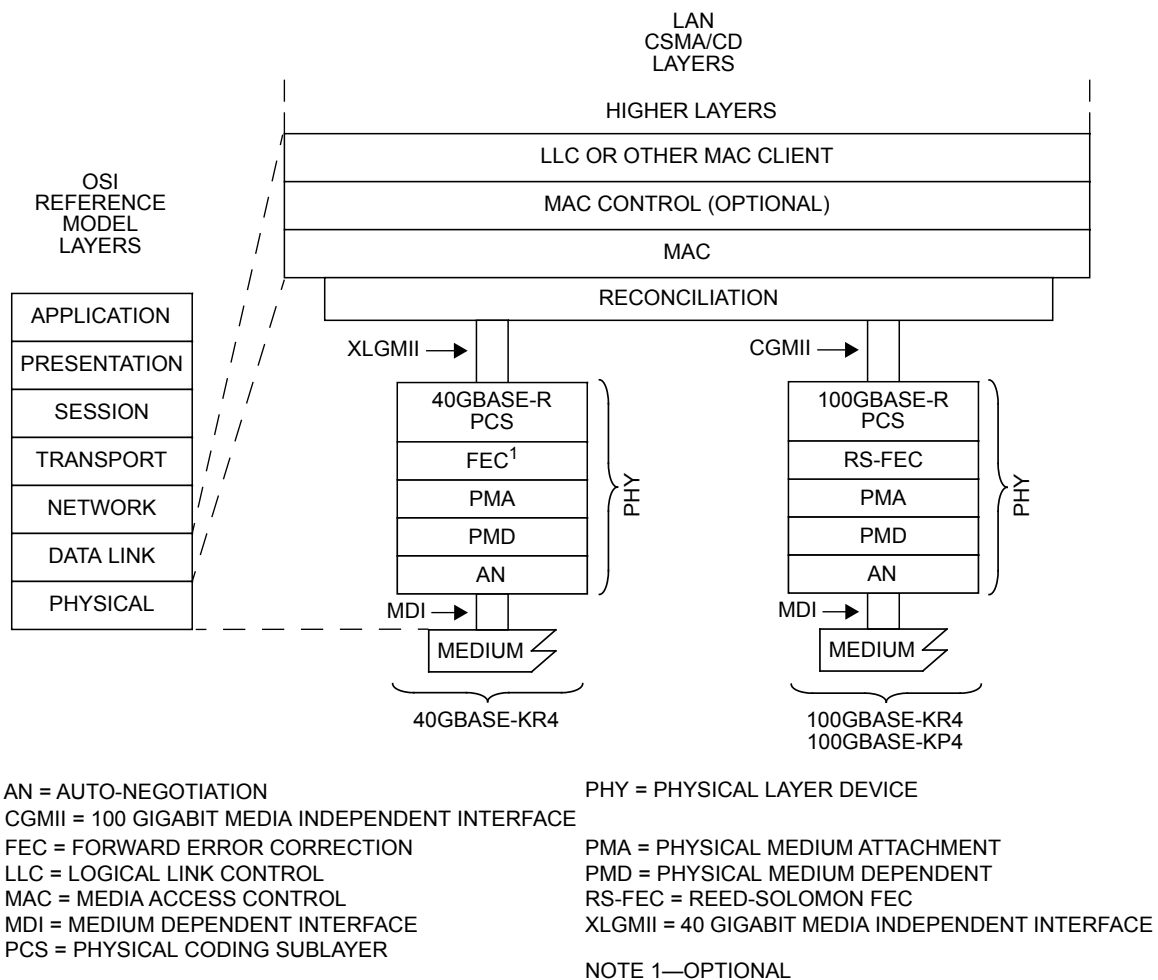 LAN
CSMA/CD
LAYERS
HIGHER LAYERS
LLC OR OTHER MAC CLIENT
MAC CONTROL (OPTIONAL)
MAC
RECONCILIATION
OSI
REFERENCE
MODEL
LAYERS
APPLICATION
PRESENTATION
SESSION
TRANSPORT
NETWORK
DATA LINK
PHYSICAL
XLGMII
40GBASE-R
PCS
FEC1
PMA
PMD
AN
PHY
MDI
MEDIUM
40GBASE-KR4
CGMII
100GBASE-R
PCS
RS-FEC
PMA
PMD
AN
PHY
MDI
MEDIUM
100GBASE-KR4
100GBASE-KP4
AN = AUTO-NEGOTIATION
CGMII = 100 GIGABIT MEDIA INDEPENDENT INTERFACE
FEC = FORWARD ERROR CORRECTION
LLC = LOGICAL LINK CONTROL
MAC = MEDIA ACCESS CONTROL
MDI = MEDIUM DEPENDENT INTERFACE
PCS = PHYSICAL CODING SUBLAYER
PHY = PHYSICAL LAYER DEVICE
PMA = PHYSICAL MEDIUM ATTACHMENT
PMD = PHYSICAL MEDIUM DEPENDENT
RS-FEC = REED-SOLOMON FEC
XLGMII = 40 GIGABIT MEDIA INDEPENDENT INTERFACE
NOTE 1—OPTIONAL